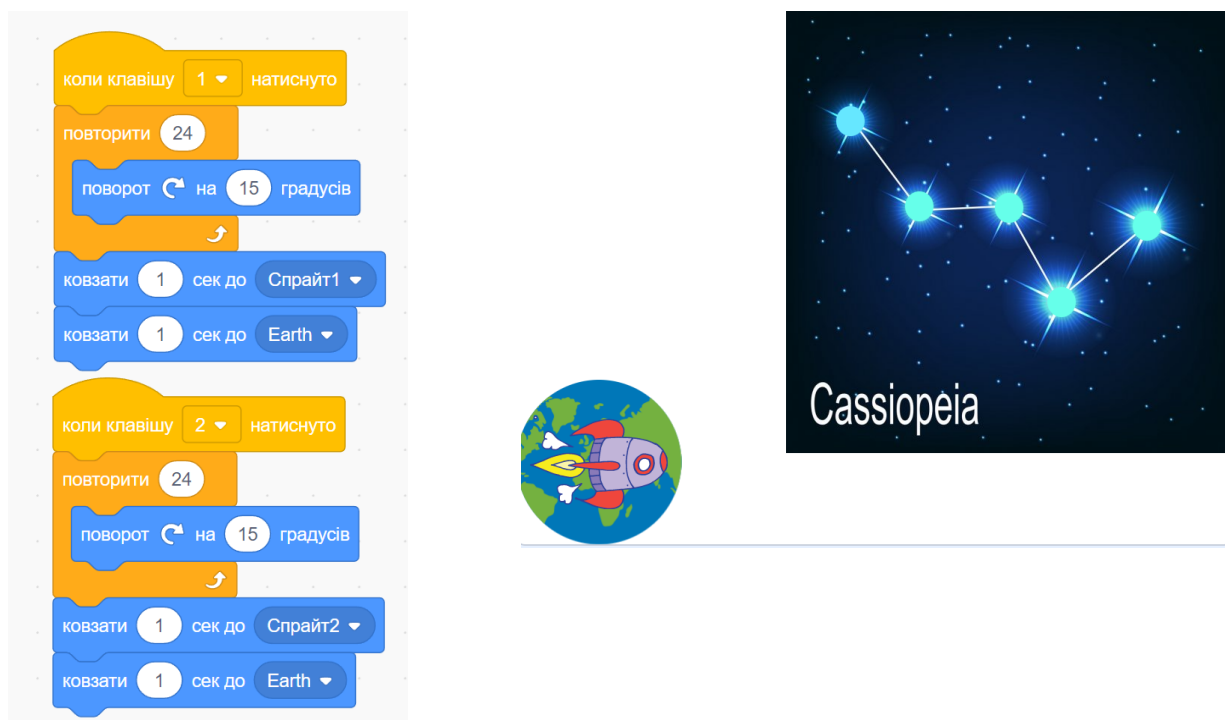 коли клавішу 1 натиснуто
повторити 24
поворот на 15 градусів
ковзати 1 сек до Спрайт1
ковзати 1 сек до Earth
коли клавішу 2 натиснуто
повторити 24
поворот на 15 градусів
ковзати 1 сек до Спрайт2
ковзати 1 сек до Earth
Cassiopeia